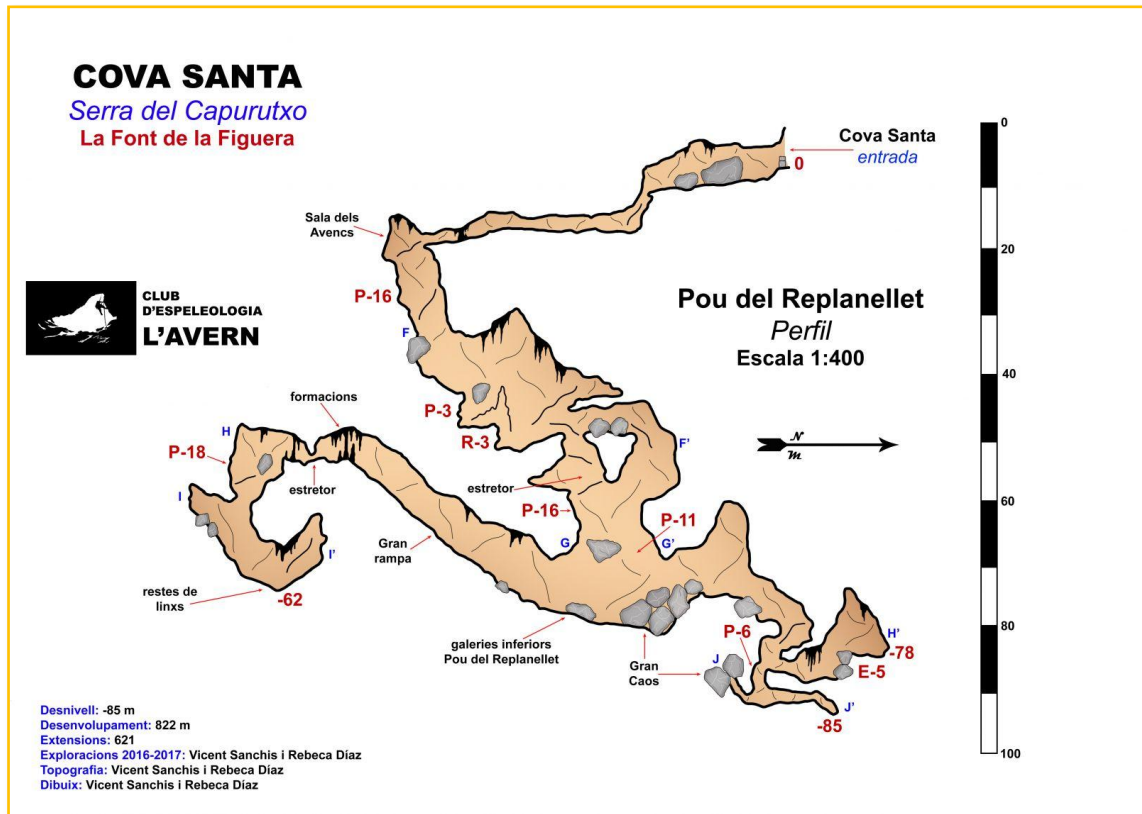 COVA SANTA
Serra del Capurutxo
La Font de la Figuera
0
Cova Santa
entrada
0
Sala dels
Avencs
20
P-16
CLUB
D'ESPELEOLOGIA
L'AVERN
Pou del Replanellet
Perfil
Escala 1:400
F
40
formacions
P-3
R-3
H
F'
N
P-18
estretor
estretor
I
P-16
P-11
60
G
G'
I'
Gran
rampa
restes de
linxs
-62
galeries inferiors
Pou del Replanellet
Gran
Caos
P-6
J
80
H'
-78
E-5
J'
-85
100
Desnivell: -85 m
Desenvolupament: 822 m
Extensions: 621
Exploracions 2016-2017: Vicent Sanchis i Rebeca Díaz
Topografia: Vicent Sanchis i Rebeca Díaz
Dibuix: Vicent Sanchis i Rebeca Díaz